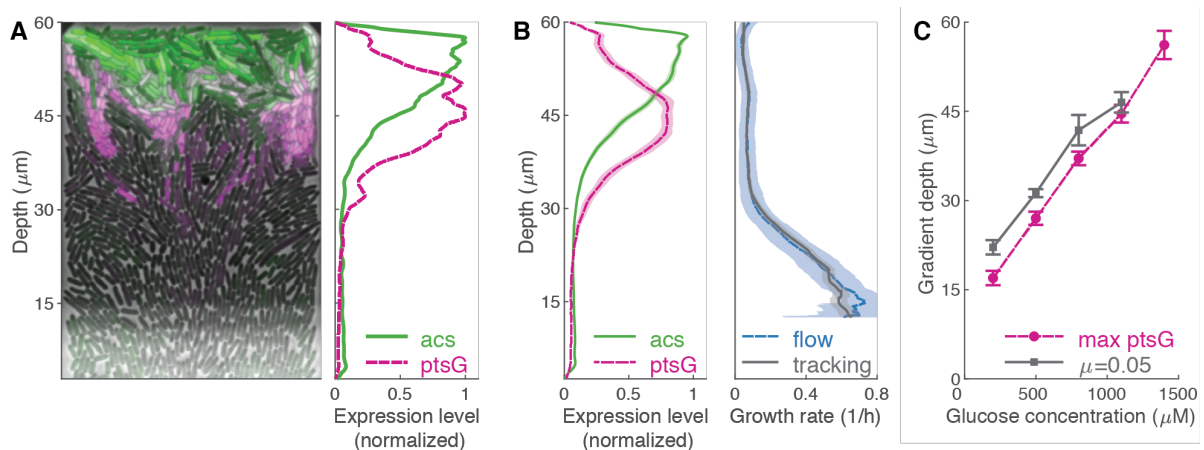 A
60
45
30
15
Depth (μm)
0
0.5
1
Expression level
(normalized)
acs
ptsG
B
60
45
30
15
Depth (μm)
0
0.5
1
Expression level
(normalized)
acs
ptsG
0
0.4
0.8
Growth rate (1/h)
flow
tracking
C
60
45
30
15
0
Gradient depth (μm)
0
500
1000
1500
Glucose concentration (μM)
max ptsG
μ=0.05